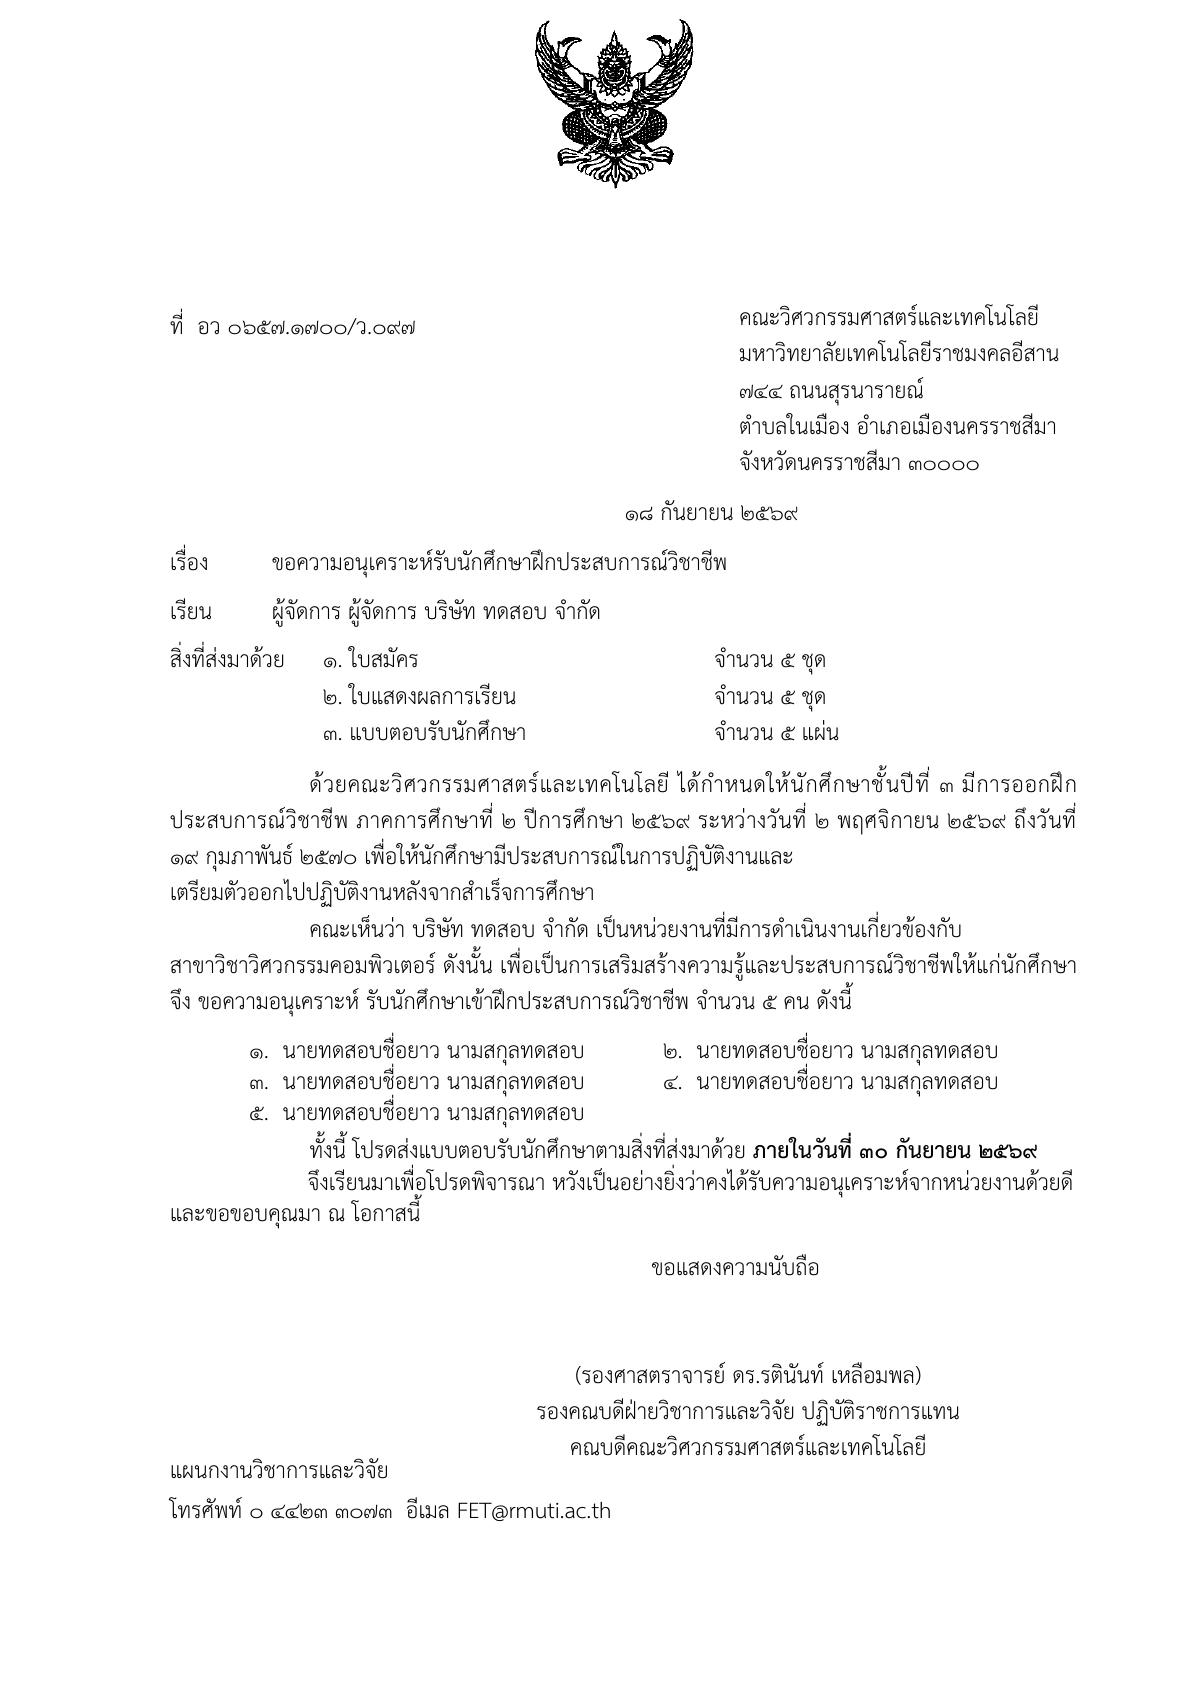 ที่ อว ๐๖๕๗.๑๗๐๐/ว.๐๙๗
คณะวิศวกรรมศาสตร์และเทคโนโลยี
มหาวิทยาลัยเทคโนโลยีราชมงคลอีสาน
๗๔๔ ถนนสุรนารายณ์
ตำบลในเมือง อำเภอเมืองนครราชสีมา
จังหวัดนครราชสีมา ๓๐๐๐๐
๑๘ กันยายน ๒๕๖๙
เรื่อง ขอความอนุเคราะห์รับนักศึกษาฝึกประสบการณ์วิชาชีพ
เรียน ผู้จัดการ ผู้จัดการ บริษัท ทดสอบ จำกัด
สิ่งที่ส่งมาด้วย ๑. ใบสมัคร จำนวน ๕ ชุด
๒. ใบแสดงผลการเรียน จำนวน ๕ ชุด
๓. แบบตอบรับนักศึกษา จำนวน ๕ แผ่น
ด้วยคณะวิศวกรรมศาสตร์และเทคโนโลยี ได้กำหนดให้นักศึกษาชั้นปีที่ ๓ มีการออกฝึก
ประสบการณ์วิชาชีพ ภาคการศึกษาที่ ๒ ปีการศึกษา ๒๕๖๙ ระหว่างวันที่ ๒ พฤศจิกายน ๒๕๖๙ ถึงวันที่
๑๙ กุมภาพันธ์ ๒๕๗๐ เพื่อให้นักศึกษามีประสบการณ์ในการปฏิบัติงานและ
เตรียมตัวออกไปปฏิบัติงานหลังจากสำเร็จการศึกษา
คณะเห็นว่า บริษัท ทดสอบ จำกัด เป็นหน่วยงานที่มีการดำเนินงานเกี่ยวข้องกับ
สาขาวิชาวิศวกรรมคอมพิวเตอร์ ดังนั้น เพื่อเป็นการเสริมสร้างความรู้และประสบการณ์วิชาชีพให้แก่นักศึกษา
จึง ขอความอนุเคราะห์ รับนักศึกษาเข้าฝึกประสบการณ์วิชาชีพ จำนวน ๕ คน ดังนี้
๑. นายทดสอบชื่อยาว นามสกุลทดสอบ ๒. นายทดสอบชื่อยาว นามสกุลทดสอบ
๓. นายทดสอบชื่อยาว นามสกุลทดสอบ ๔. นายทดสอบชื่อยาว นามสกุลทดสอบ
๕. นายทดสอบชื่อยาว นามสกุลทดสอบ
ทั้งนี้ โปรดส่งแบบตอบรับนักศึกษาตามสิ่งที่ส่งมาด้วย ภายในวันที่ ๓๐ กันยายน ๒๕๖๙
จึงเรียนมาเพื่อโปรดพิจารณา หวังเป็นอย่างยิ่งว่าคงได้รับความอนุเคราะห์จากหน่วยงานด้วยดี
และขอขอบคุณมา ณ โอกาสนี้
ขอแสดงความนับถือ
(รองศาสตราจารย์ ดร.รตินันท์ เหลือมพล)
รองคณบดีฝ่ายวิชาการและวิจัย ปฏิบัติราชการแทน
คณบดีคณะวิศวกรรมศาสตร์และเทคโนโลยี
แผนกงานวิชาการและวิจัย
โทรศัพท์ ๐ ๔๔๒๓ ๓๐๗๓ อีเมล FET@rmuti.ac.th